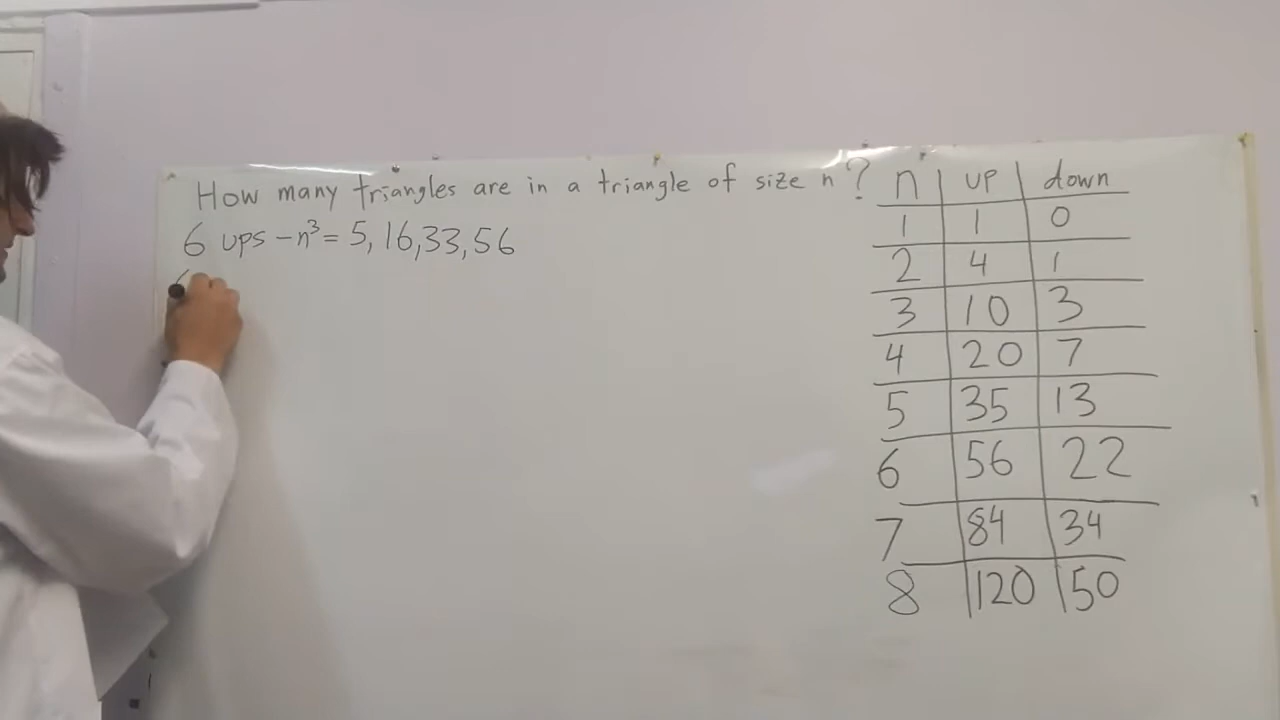 How many triangles are in a triangle of size n?
6 ups - n³ = 5, 16, 33, 56
n up down
1 1 0
2 4 1
3 10 3
4 20 7
5 35 13
6 56 22
7 84 34
8 120 50